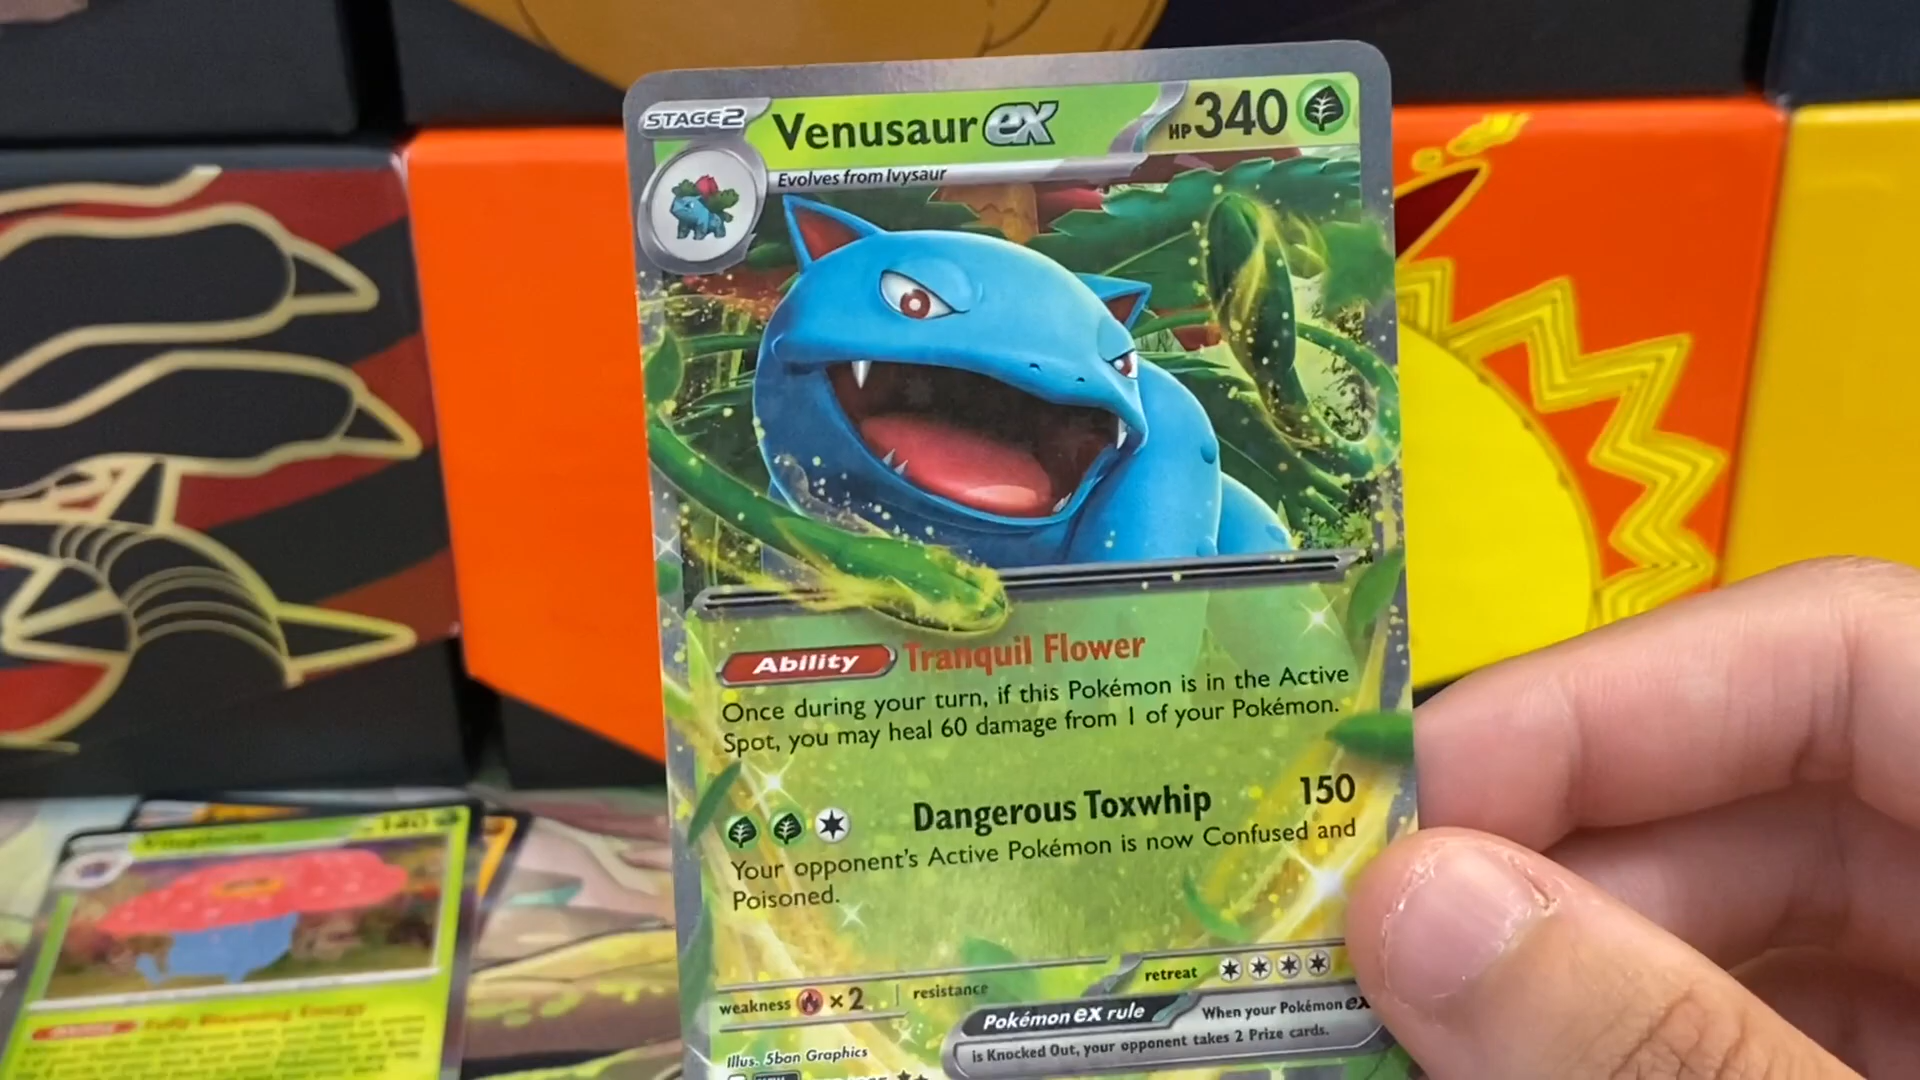 STAGE2 Venusaur ex HP 340
Evolves from Ivysaur
Ability Tranquil Flower
Once during your turn, if this Pokémon is in the Active
Spot, you may heal 60 damage from 1 of your Pokémon.
Dangerous Toxwhip 150
Your opponent's Active Pokémon is now Confused and
Poisoned.
weakness ×2 resistance retreat
Pokémon ex rule When your Pokémon ex
is Knocked Out, your opponent takes 2 Prize cards.
Illus. 5ban Graphics
140
Ability